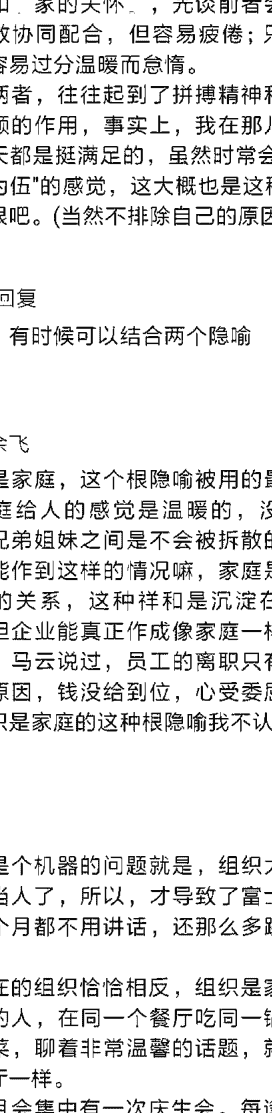 家的关怀”，光谈前者会
致协同配合，但容易疲倦；只
容易过分温暖而怠惰。
两者，往往起到了拼搏精神和
顾的作用，事实上，我在那几
天都是挺满足的，虽然时常会
为伍"的感觉，这大概也是这种
艮吧。(当然不排除自己的原因
回复
有时候可以结合两个隐喻
余飞
是家庭，这个根隐喻被用的最
庭给人的感觉是温暖的，没
兄弟姐妹之间是不会被拆散的
能作到这样的情况嘛，家庭是
的关系，这种祥和是沉淀在
但企业能真正作成像家庭一样
，马云说过，员工的离职只有
原因，钱没给到位，心受委屈
织是家庭的这种根隐喻我不认
是个机器的问题就是，组织太
当人了，所以，才导致了富士
个月都不用讲话，还那么多跳
在的组织恰恰相反，组织是家
的人，在同一个餐厅吃同一锅
菜，聊着非常温馨的话题，就
厅一样。
月会集中有一次庆生会，每逢